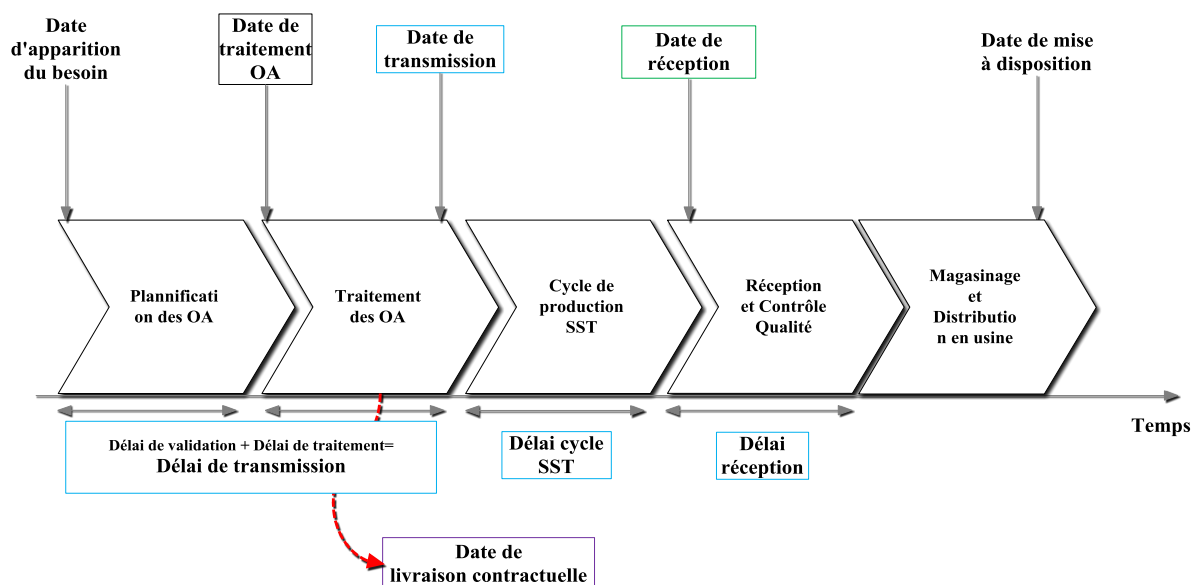 Date
d'apparition
du besoin
Date de
traitement
OA
Date de
transmission
Date de
réception
Date de mise
à disposition
Plannificati
on des OA
Traitement
des OA
Cycle de
production
SST
Réception
et Contrôle
Qualité
Magasinage
et
Distributio
n en usine
Temps
Délai de validation + Délai de traitement=
Délai de transmission
Délai cycle
SST
Délai
réception
Date de
livraison contractuelle